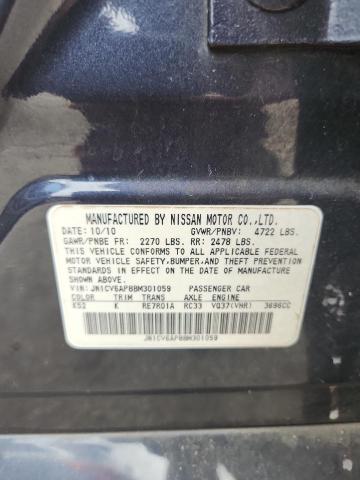 MANUFACTURED BY NISSAN MOTOR CO.,LTD.
DATE: 10/10 GVWR/PNBV: 4722 LBS.
GAWR/PNBE FR: 2270 LBS. RR: 2478 LBS.
THIS VEHICLE CONFORMS TO ALL APPLICABLE FEDERAL
MOTOR VEHICLE SAFETY,BUMPER,AND THEFT PREVENTION
STANDARDS IN EFFECT ON THE DATE OF MANUFACTURE
SHOWN ABOVE.
VIN: JN1CV6AP8BM301059 PASSENGER CAR
COLOR TRIM TRANS AXLE ENGINE
K52 K RE7R01A RC33 VQ37(VHR) 3696CC
JN1CV6AP8BM301059